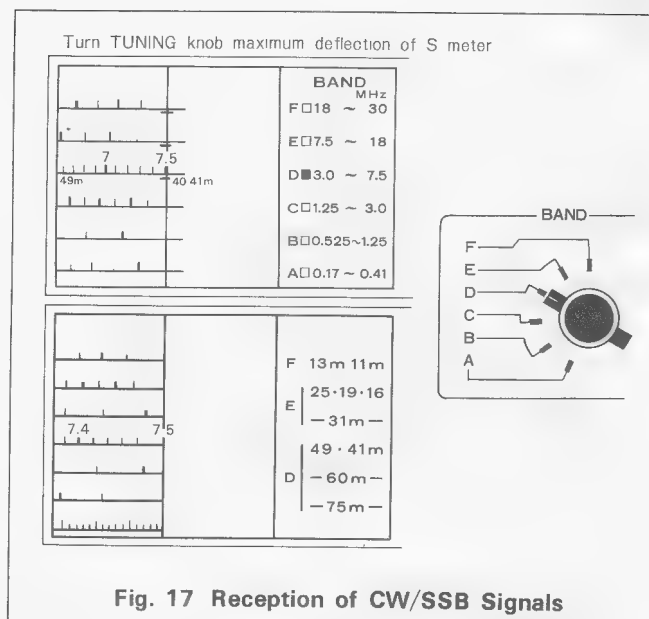 Turn TUNING knob maximum deflection of S meter
BAND
MHz
F□18 ~ 30
E□7.5 ~ 18
7 7.5
D■3.0 ~ 7.5
49m 40 41m
C□1.25 ~ 3.0
B□0.525~1.25
A□0.17 ~ 0.41
BAND
F
E
D
C
B
A
F 13m 11m
25·19·16
E
—31m—
7.4 7.5
49 · 41m
D —60m—
—75m—
Fig. 17 Reception of CW/SSB Signals